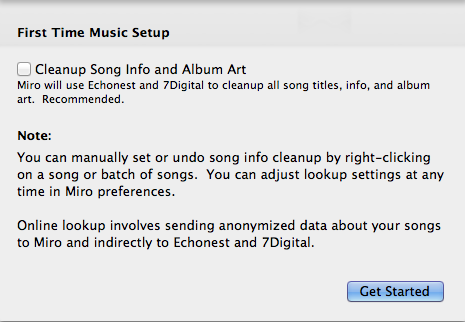 First Time Music Setup
Cleanup Song Info and Album Art
Miro will use Echonest and 7Digital to cleanup all song titles, info, and album
art.  Recommended.
Note:
You can manually set or undo song info cleanup by right-clicking
on a song or batch of songs.  You can adjust lookup settings at any
time in Miro preferences.
Online lookup involves sending anonymized data about your songs
to Miro and indirectly to Echonest and 7Digital.
Get Started